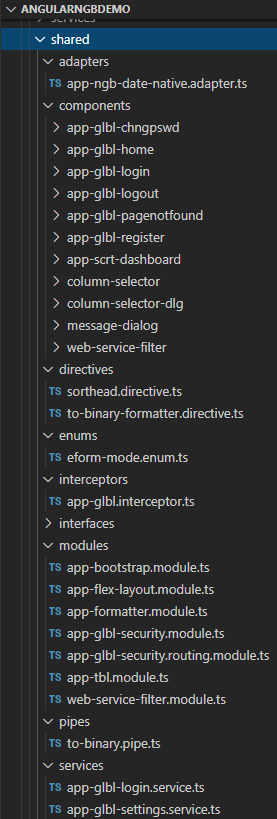 ANGULARNGBDEMO
services
shared
adapters
TS app-ngb-date-native.adapter.ts
components
app-glbl-chngpswd
app-glbl-home
app-glbl-login
app-glbl-logout
app-glbl-pagenotfound
app-glbl-register
app-scrt-dashboard
column-selector
column-selector-dlg
message-dialog
web-service-filter
directives
TS sorthead.directive.ts
TS to-binary-formatter.directive.ts
enums
TS eform-mode.enum.ts
interceptors
TS app-glbl.interceptor.ts
interfaces
modules
TS app-bootstrap.module.ts
TS app-flex-layout.module.ts
TS app-formatter.module.ts
TS app-glbl-security.module.ts
TS app-glbl-security.routing.module.ts
TS app-tbl.module.ts
TS web-service-filter.module.ts
pipes
TS to-binary.pipe.ts
services
TS app-glbl-login.service.ts
TS app-glbl-settings.service.ts